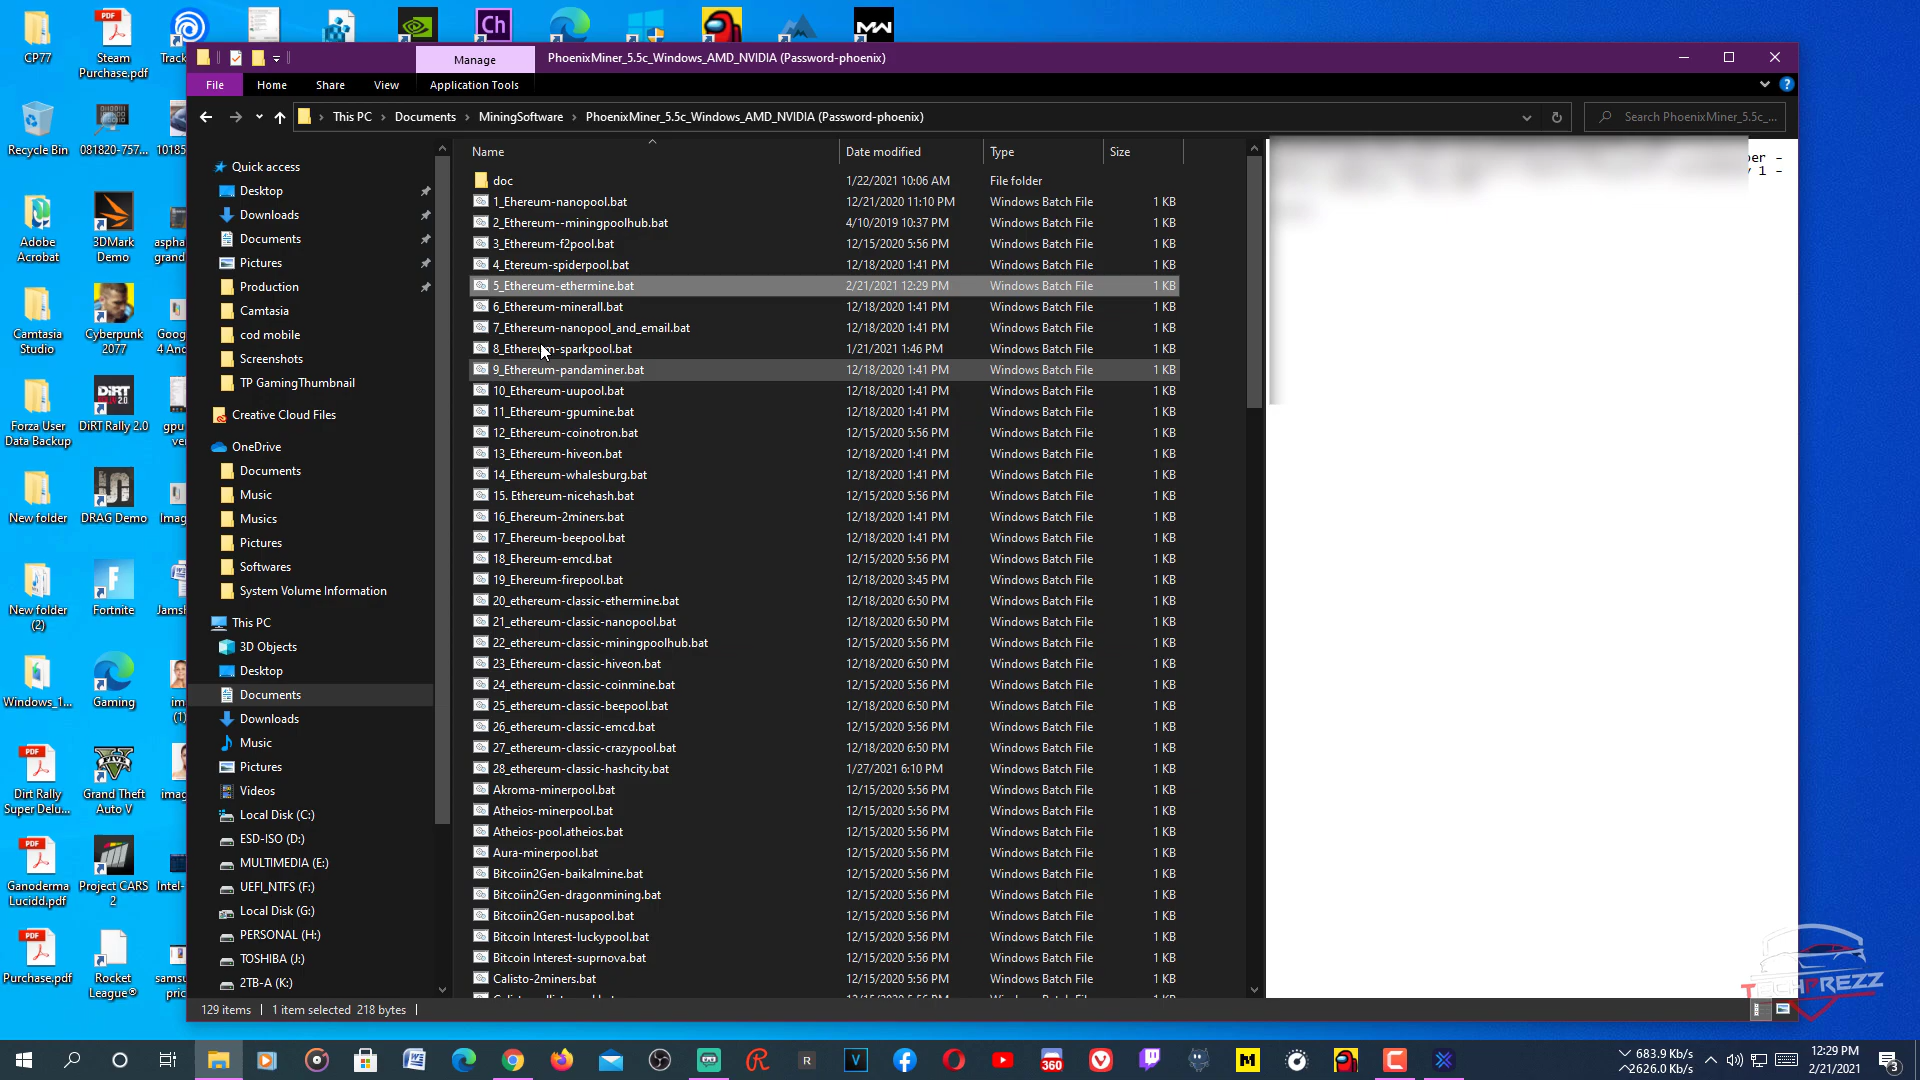 CP77
Steam Purchase.pdf
Track
Ch
Manage
PhoenixMiner_5.5c_Windows_AMD_NVIDIA (Password-phoenix)
File
Home
Share
View
Application Tools
This PC
Documents
MiningSoftware
PhoenixMiner_5.5c_Windows_AMD_NVIDIA (Password-phoenix)
Search PhoenixMiner_5.5c_...
Recycle Bin
081820-757...
10185
Adobe Acrobat
3DMark Demo
aspha
grand
Camtasia Studio
Cyberpunk 2077
Goog
4 And
Forza User Data Backup
DiRT Rally 2.0
gpu
ve
New folder
DRAG Demo
Imag
New folder (2)
Fortnite
Jamsh
Windows_1...
Gaming
im
(1)
Dirt Rally Super Delu...
Grand Theft Auto V
imag
Ganoderma Lucidd.pdf
Project CARS 2
Intel-
Purchase.pdf
Rocket League®
samsu
pric
Quick access
Desktop
Downloads
Documents
Pictures
Production
Camtasia
cod mobile
Screenshots
TP GamingThumbnail
Creative Cloud Files
OneDrive
Documents
Music
Musics
Pictures
Softwares
System Volume Information
This PC
3D Objects
Desktop
Documents
Downloads
Music
Pictures
Videos
Local Disk (C:)
ESD-ISO (D:)
MULTIMEDIA (E:)
UEFI_NTFS (F:)
Local Disk (G:)
PERSONAL (H:)
TOSHIBA (J:)
2TB-A (K:)
Name Date modified Type Size
doc 1/22/2021 10:06 AM File folder
1_Ehereum-nanopool.bat 12/21/2020 11:10 PM Windows Batch File 1 KB
2_Ethereum--miningpoolhub.bat 4/10/2019 10:37 PM Windows Batch File 1 KB
3_Ethereum-f2pool.bat 12/15/2020 5:56 PM Windows Batch File 1 KB
4_Etereum-spiderpool.bat 12/18/2020 1:41 PM Windows Batch File 1 KB
5_Ethereum-ethermine.bat 2/21/2021 12:29 PM Windows Batch File 1 KB
6_Ethereum-minerall.bat 12/18/2020 1:41 PM Windows Batch File 1 KB
7_Ethereum-nanopool_and_email.bat 12/18/2020 1:41 PM Windows Batch File 1 KB
8_Ethereum-sparkpool.bat 1/21/2021 1:46 PM Windows Batch File 1 KB
9_Ethereum-pandaminer.bat 12/18/2020 1:41 PM Windows Batch File 1 KB
10_Ethereum-uupool.bat 12/18/2020 1:41 PM Windows Batch File 1 KB
11_Ethereum-gpumine.bat 12/18/2020 1:41 PM Windows Batch File 1 KB
12_Ethereum-coinotron.bat 12/15/2020 5:56 PM Windows Batch File 1 KB
13_Ethereum-hiveon.bat 12/18/2020 1:41 PM Windows Batch File 1 KB
14_Ethereum-whalesburg.bat 12/18/2020 1:41 PM Windows Batch File 1 KB
15. Ethereum-nicehash.bat 12/15/2020 5:56 PM Windows Batch File 1 KB
16_Ehtereum-2miners.bat 12/18/2020 1:41 PM Windows Batch File 1 KB
17_Ehereum-beepool.bat 12/18/2020 1:41 PM Windows Batch File 1 KB
18_Ethereum-emcd.bat 12/15/2020 5:56 PM Windows Batch File 1 KB
19_Ethereum-firepool.bat 12/18/2020 3:45 PM Windows Batch File 1 KB
20_ethereum-classic-ethermine.bat 12/18/2020 6:50 PM Windows Batch File 1 KB
21_ethereum-classic-nanopool.bat 12/18/2020 6:50 PM Windows Batch File 1 KB
22_ethereum-classic-miningpoolhub.bat 12/15/2020 5:56 PM Windows Batch File 1 KB
23_Ethereum-classic-hiveon.bat 12/18/2020 6:50 PM Windows Batch File 1 KB
24_ethereum-classic-coinmine.bat 12/15/2020 5:56 PM Windows Batch File 1 KB
25_ethereum-classic-beepool.bat 12/18/2020 6:50 PM Windows Batch File 1 KB
26_ethereum-classic-emcd.bat 12/15/2020 5:56 PM Windows Batch File 1 KB
27_ethereum-classic-crazypool.bat 12/18/2020 6:50 PM Windows Batch File 1 KB
28_ethereum-classic-hashcity.bat 1/27/2021 6:10 PM Windows Batch File 1 KB
Akroma-minerpool.bat 12/15/2020 5:56 PM Windows Batch File 1 KB
Atheios-minerpool.bat 12/15/2020 5:56 PM Windows Batch File 1 KB
Atheios-pool.atheios.bat 12/15/2020 5:56 PM Windows Batch File 1 KB
Aura-minerpool.bat 12/15/2020 5:56 PM Windows Batch File 1 KB
Bitcoiin2Gen-baikalmine.bat 12/15/2020 5:56 PM Windows Batch File 1 KB
Bitcoiin2Gen-dragonmining.bat 12/15/2020 5:56 PM Windows Batch File 1 KB
Bitcoiin2Gen-nusapool.bat 12/15/2020 5:56 PM Windows Batch File 1 KB
Bitcoin Interest-luckypool.bat 12/15/2020 5:56 PM Windows Batch File 1 KB
Bitcoin Interest-suprnova.bat 12/15/2020 5:56 PM Windows Batch File 1 KB
Calisto-2miners.bat 12/15/2020 5:56 PM Windows Batch File 1 KB
er -
1 -
129 items
1 item selected 218 bytes
TECHPREZZ
683.9 Kb/s
2626.0 Kb/s
12:29 PM
2/21/2021
3